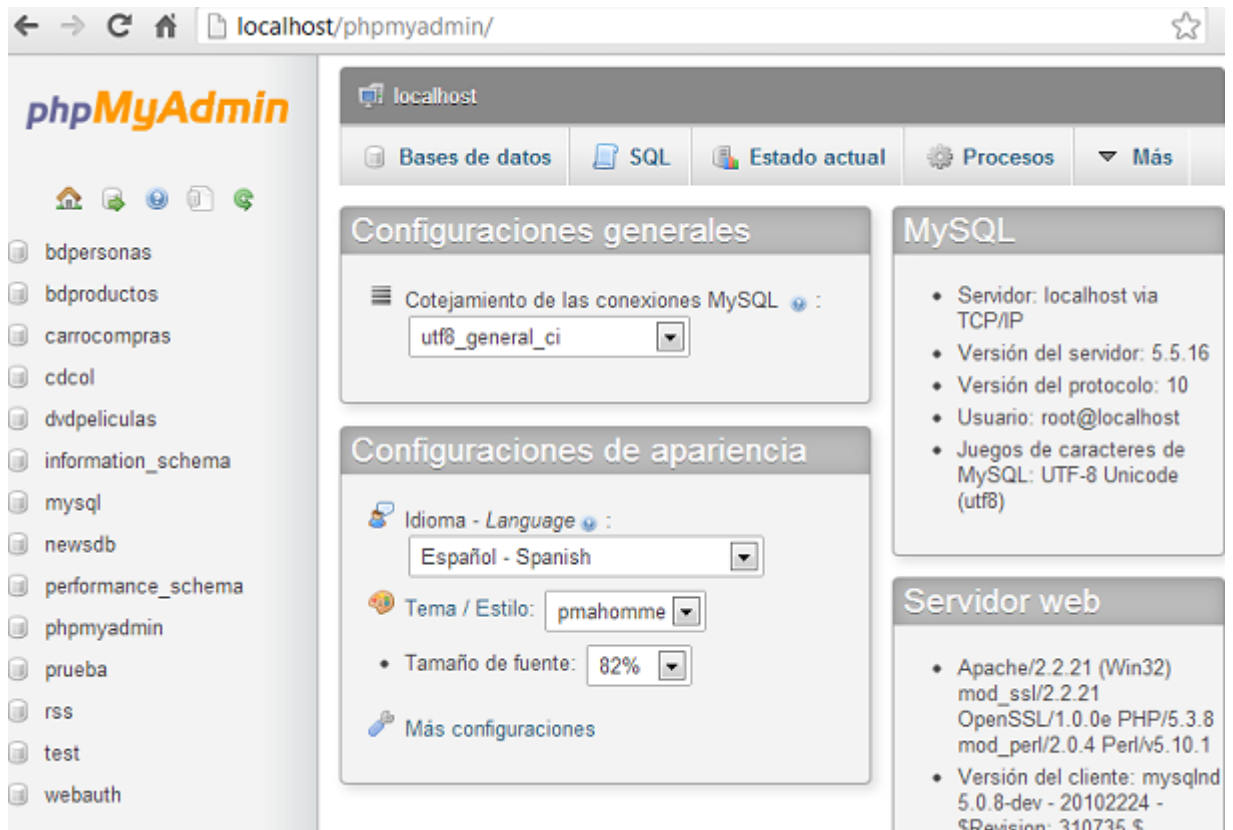 localhost/phpmyadmin/
phpMyAdmin
bdpersonas
bdproductos
carrocompras
cdcol
dvdpeliculas
information_schema
mysql
newsdb
performance_schema
phpmyadmin
prueba
rss
test
webauth
localhost
Bases de datos SQL Estado actual Procesos Más
Configuraciones generales
Cotejamiento de las conexiones MySQL :
utf8_general_ci
Configuraciones de apariencia
Idioma - Language :
Español - Spanish
Tema / Estilo: pmahomme
• Tamaño de fuente: 82%
Más configuraciones
MySQL
• Servidor: localhost via
TCP/IP
• Versión del servidor: 5.5.16
• Versión del protocolo: 10
• Usuario: root@localhost
• Juegos de caracteres de
MySQL: UTF-8 Unicode
(utf8)
Servidor web
• Apache/2.2.21 (Win32)
mod_ssl/2.2.21
OpenSSL/1.0.0e PHP/5.3.8
mod_perl/2.0.4 Perl/v5.10.1
• Versión del cliente: mysqlnd
5.0.8-dev - 20102224 -
$Revision: 310735 $